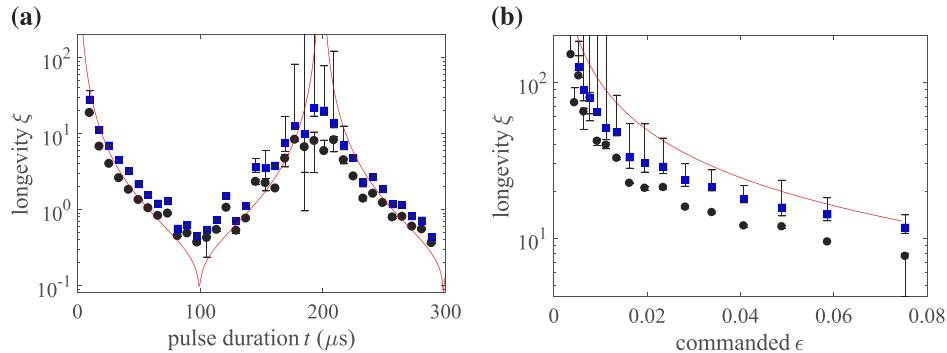 (a)
longevity ξ
10²
10¹
10⁰
10⁻¹
0 100 200 300
pulse duration t (μs)
(b)
longevity ξ
10²
10¹
0 0.02 0.04 0.06 0.08
commanded ϵ